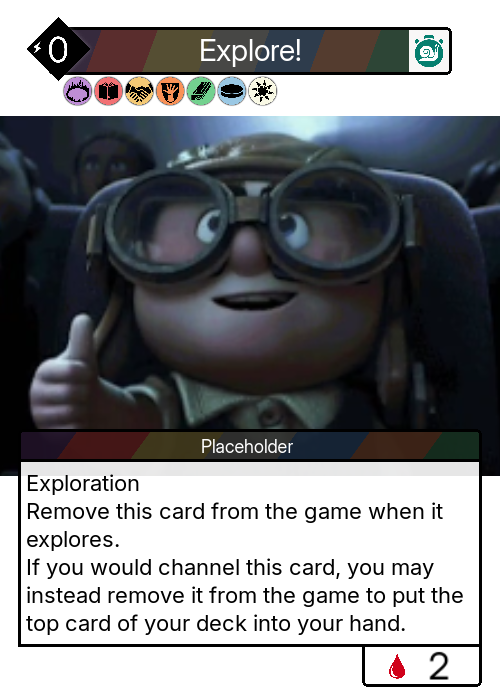 0
Explore!
Placeholder
Exploration
Remove this card from the game when it
explores.
If you would channel this card, you may
instead remove it from the game to put the
top card of your deck into your hand.
2